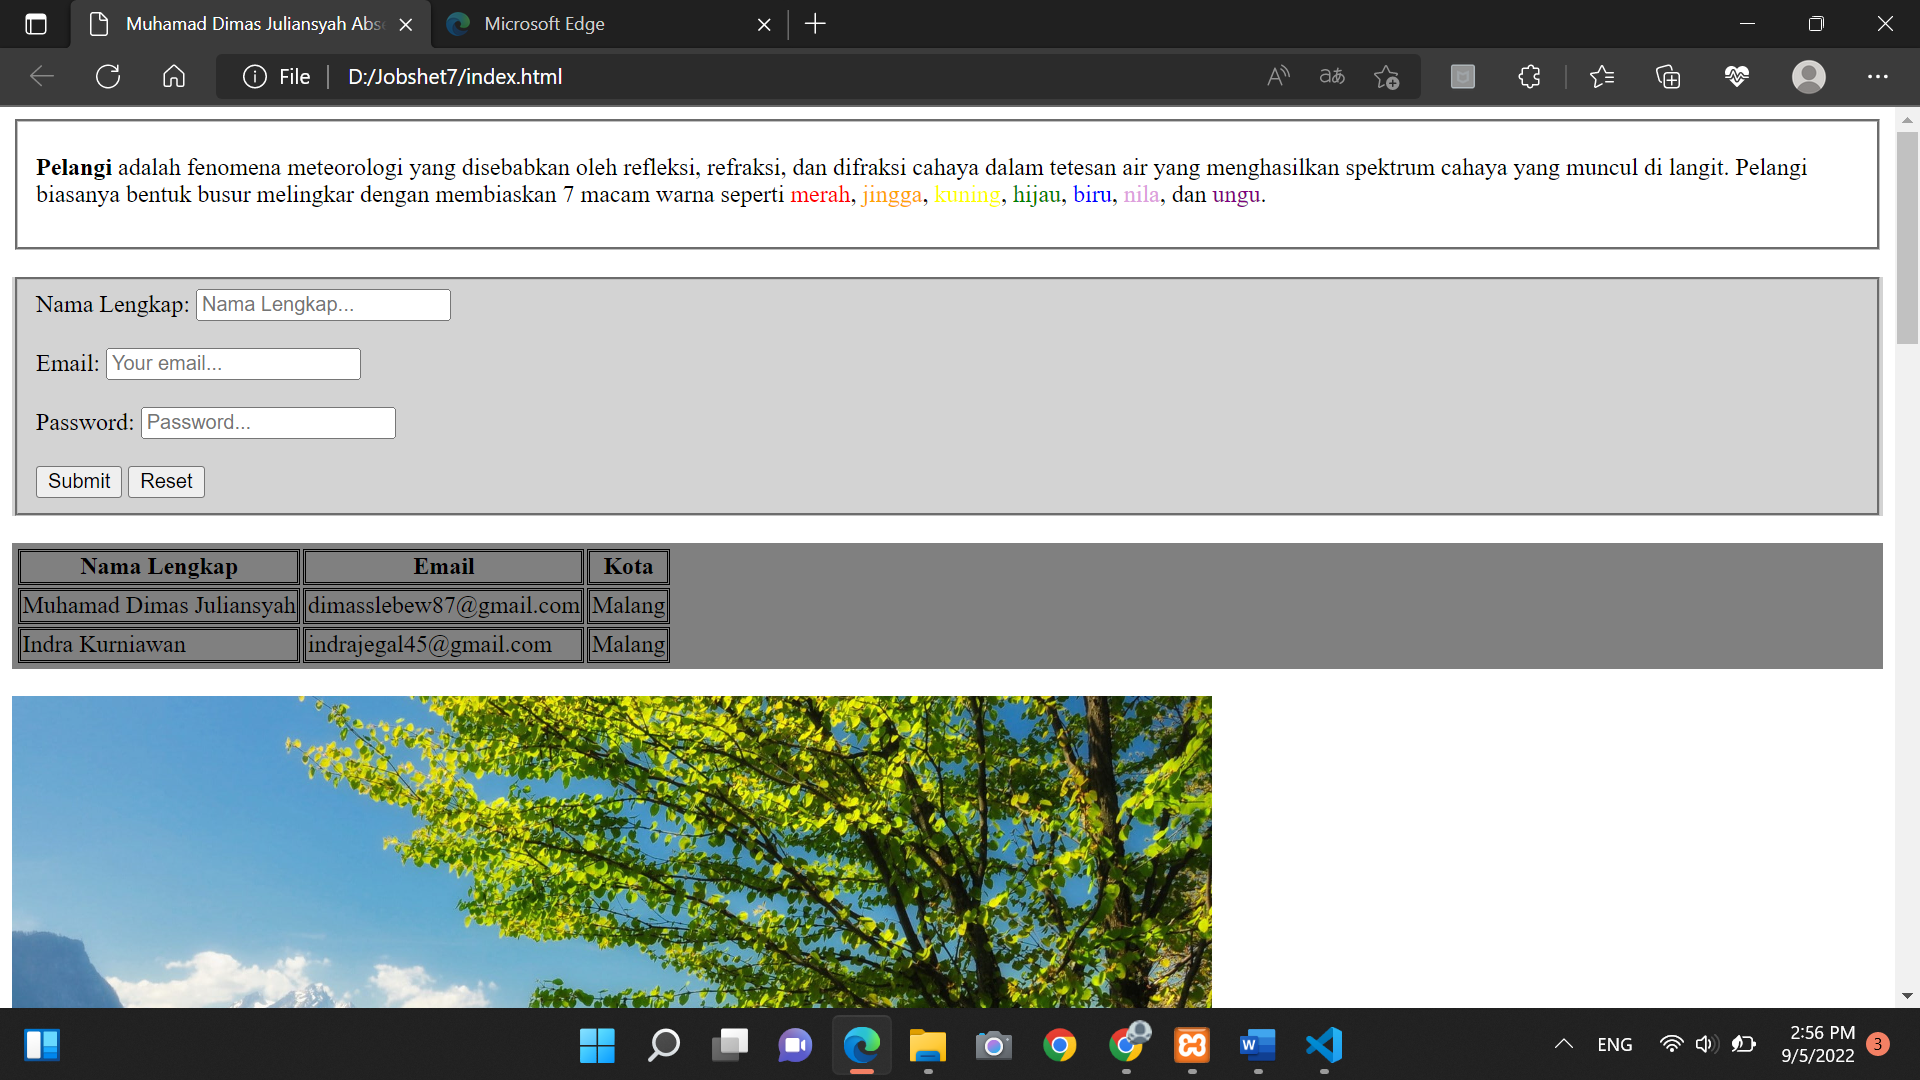 Muhamad Dimas Juliansyah Abs
Microsoft Edge
File
D:/Jobshet7/index.html
Pelangi adalah fenomena meteorologi yang disebabkan oleh refleksi, refraksi, dan difraksi cahaya dalam tetesan air yang menghasilkan spektrum cahaya yang muncul di langit. Pelangi
biasanya bentuk busur melingkar dengan membiaskan 7 macam warna seperti merah, jingga, kuning, hijau, biru, nila, dan ungu.
Nama Lengkap: Nama Lengkap...
Email: Your email...
Password: Password...
Submit Reset
Nama Lengkap Email Kota
Muhamad Dimas Juliansyah dimasslebew87@gmail.com Malang
Indra Kurniawan indrajegal45@gmail.com Malang
ENG
2:56 PM
9/5/2022
3